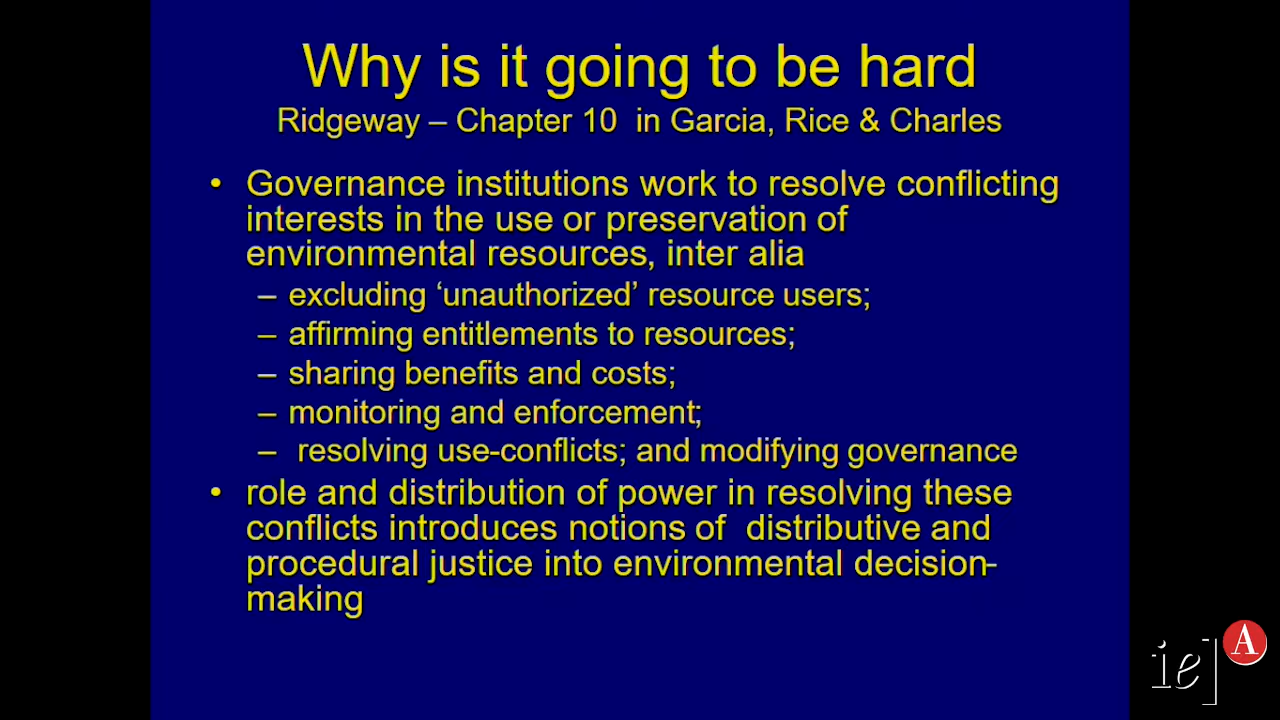 Why is it going to be hard
Ridgeway – Chapter 10  in Garcia, Rice & Charles
• Governance institutions work to resolve conflicting
interests in the use or preservation of
environmental resources, inter alia
– excluding ‘unauthorized’ resource users;
– affirming entitlements to resources;
– sharing benefits and costs;
– monitoring and enforcement;
–  resolving use-conflicts; and modifying governance
• role and distribution of power in resolving these
conflicts introduces notions of  distributive and
procedural justice into environmental decision-
making
ie] A